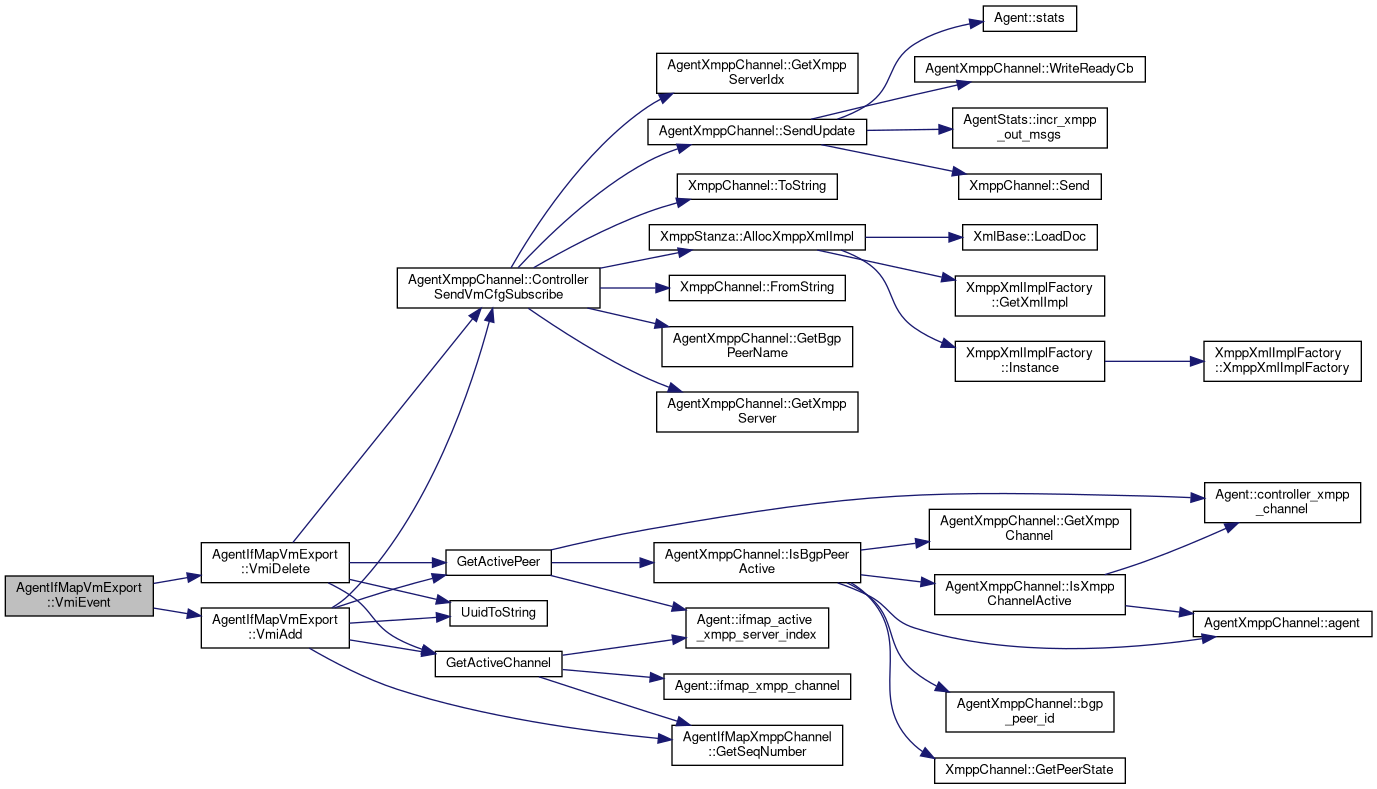 Agent::stats
AgentXmppChannel::GetXmpp
ServerIdx
AgentXmppChannel::WriteReadyCb
AgentXmppChannel::SendUpdate
AgentStats::incr_xmpp
_out_msgs
XmppChannel::ToString
XmppChannel::Send
XmppStanza::AllocXmppXmlImpl
XmlBase::LoadDoc
AgentXmppChannel::Controller
SendVmCfgSubscribe
XmppChannel::FromString
XmppXmlImplFactory
::GetXmlImpl
AgentXmppChannel::GetBgp
PeerName
XmppXmlImplFactory
::Instance
XmppXmlImplFactory
::XmppXmlImplFactory
AgentXmppChannel::GetXmpp
Server
Agent::controller_xmpp
_channel
AgentXmppChannel::GetXmpp
Channel
AgentIfMapVmExport
::VmiDelete
GetActivePeer
AgentXmppChannel::IsBgpPeer
Active
AgentIfMapVmExport
::VmiEvent
AgentXmppChannel::IsXmpp
ChannelActive
UuidToString
AgentIfMapVmExport
::VmiAdd
Agent::ifmap_active
_xmpp_server_index
AgentXmppChannel::agent
GetActiveChannel
Agent::ifmap_xmpp_channel
AgentXmppChannel::bgp
_peer_id
AgentIfMapXmppChannel
::GetSeqNumber
XmppChannel::GetPeerState